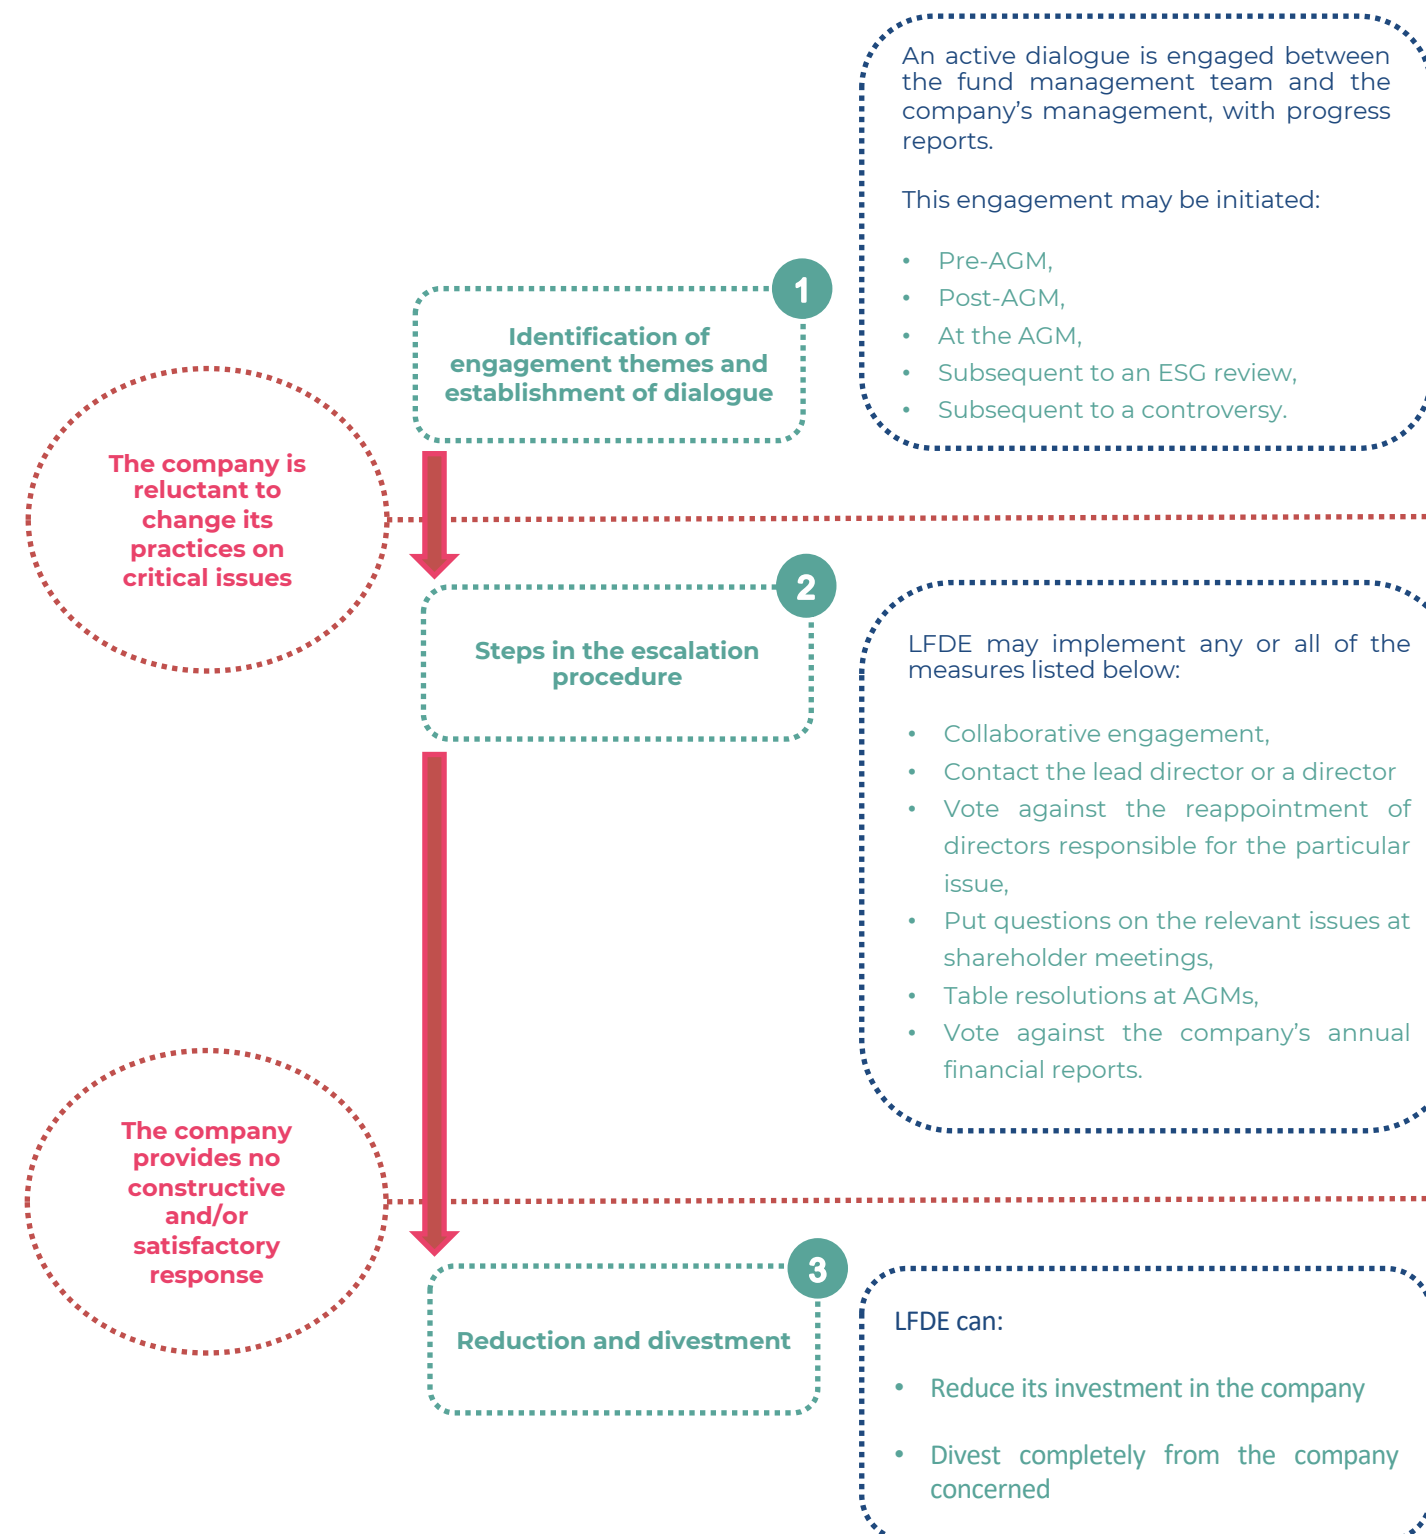 An active dialogue is engaged between
the fund management team and the
company's management, with progress
reports.
This engagement may be initiated:
• Pre-AGM,
• Post-AGM,
• At the AGM,
• Subsequent to an ESG review,
• Subsequent to a controversy.
1
Identification of
engagement themes and
establishment of dialogue
The company is
reluctant to
change its
practices on
critical issues
2
Steps in the escalation
procedure
LFDE may implement any or all of the
measures listed below:
• Collaborative engagement,
• Contact the lead director or a director
• Vote against the reappointment of
directors responsible for the particular
issue,
• Put questions on the relevant issues at
shareholder meetings,
• Table resolutions at AGMs,
• Vote against the company's annual
financial reports.
The company
provides no
constructive
and/or
satisfactory
response
3
Reduction and divestment
LFDE can:
• Reduce its investment in the company
• Divest completely from the company
concerned